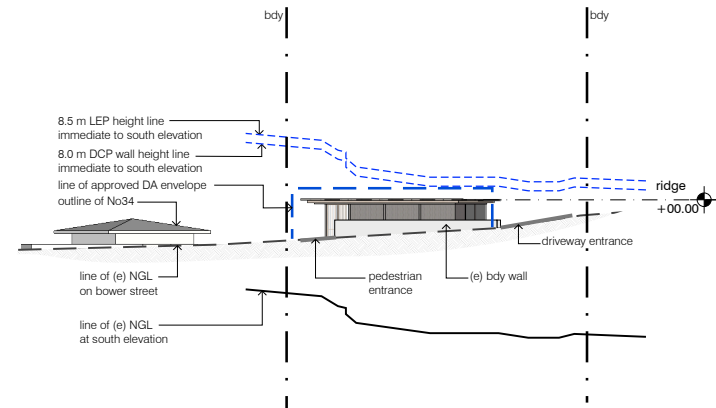 bdy
bdy
8.5 m LEP height line
immediate to south elevation
8.0 m DCP wall height line
immediate to south elevation
line of approved DA envelope
outline of No34
ridge
+00.00
driveway entrance
line of (e) NGL
on bower street
pedestrian
entrance
(e) bdy wall
line of (e) NGL
at south elevation